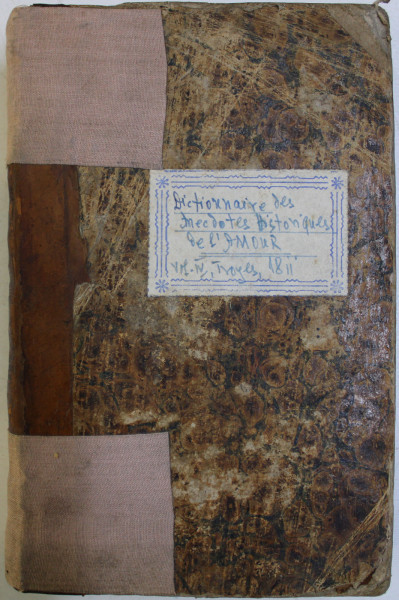 Dictionnaire des
Anecdotes historiques
de l'AMOUR
Vol. IV, Troyes, 1811